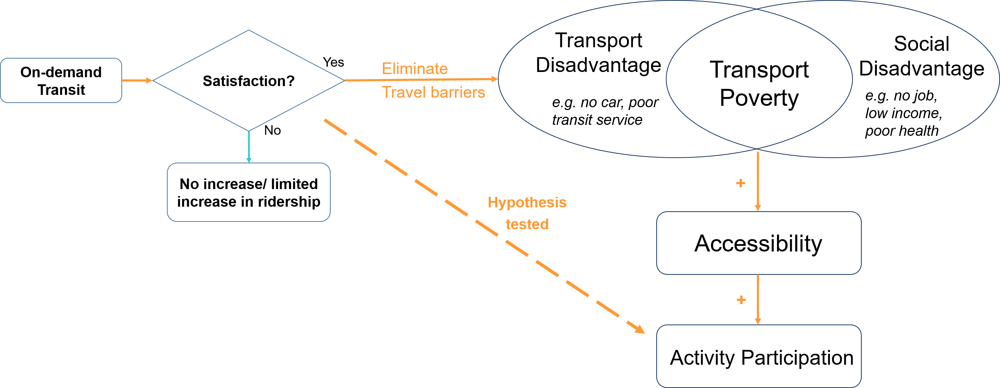 On-demand
Transit
Satisfaction?
Yes
No
No increase/ limited
increase in ridership
Eliminate
Travel barriers
Transport
Disadvantage
e.g. no car, poor
transit service
Transport
Poverty
Social
Disadvantage
e.g. no job,
low income,
poor health
Hypothesis
tested
+
Accessibility
+
Activity Participation